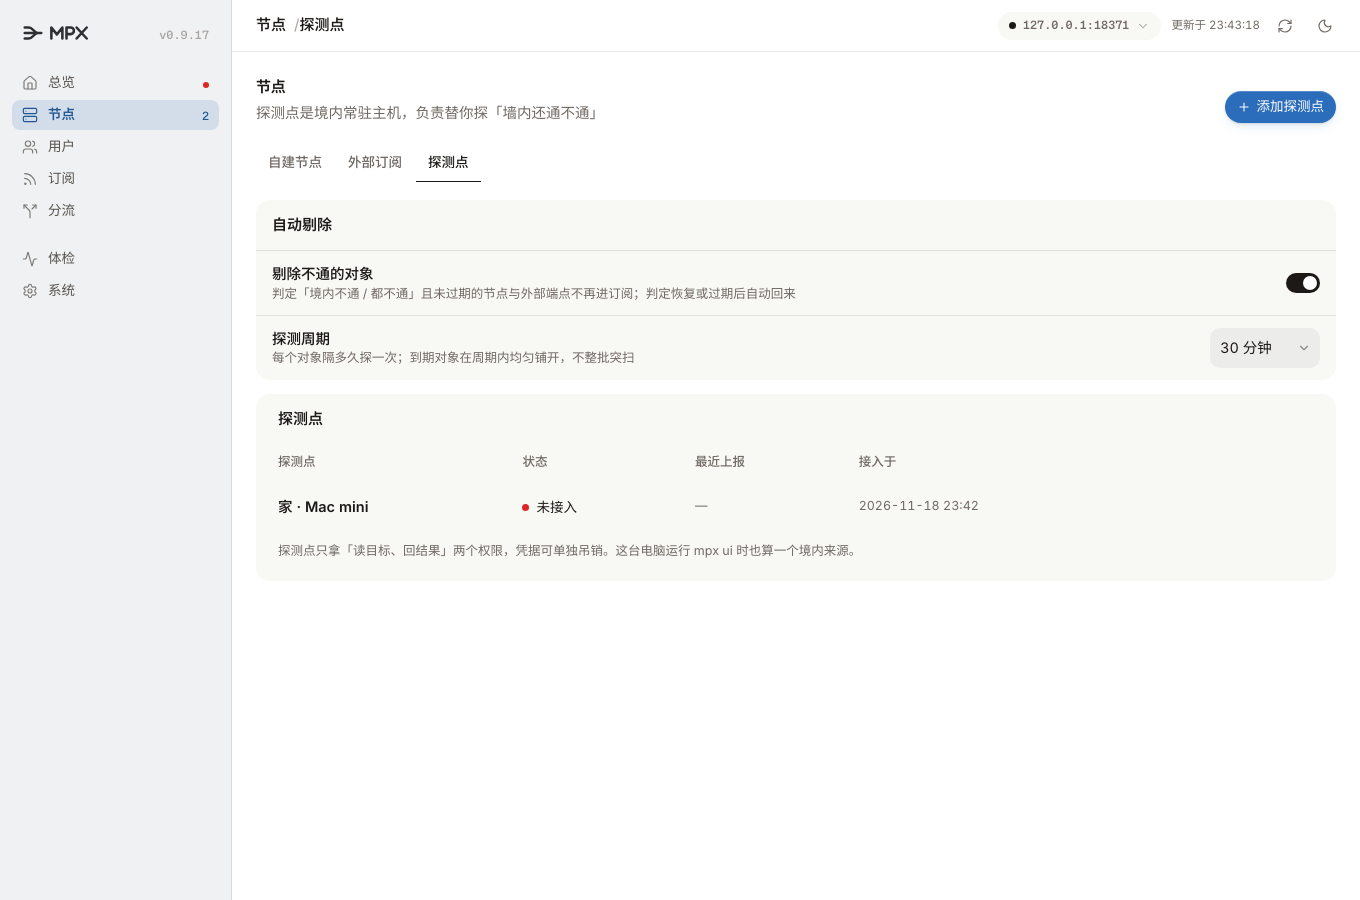 MPX
v0.9.17
总览
节点
2
用户
订阅
分流
体检
系统
节点 /探测点
127.0.0.1:18371
更新于 23:43:18
节点
探测点是境内常驻主机，负责替你探「墙内还通不通」
添加探测点
自建节点
外部订阅
探测点
自动剔除
剔除不通的对象
判定「境内不通 / 都不通」且未过期的节点与外部端点不再进订阅；判定恢复或过期后自动回来
探测周期
每个对象隔多久探一次；到期对象在周期内均匀铺开，不整批突扫
30 分钟
探测点
探测点 状态 最近上报 接入于
家 · Mac mini 未接入 — 2026-11-18 23:42
探测点只拿「读目标、回结果」两个权限，凭据可单独吊销。这台电脑运行 mpx ui 时也算一个境内来源。